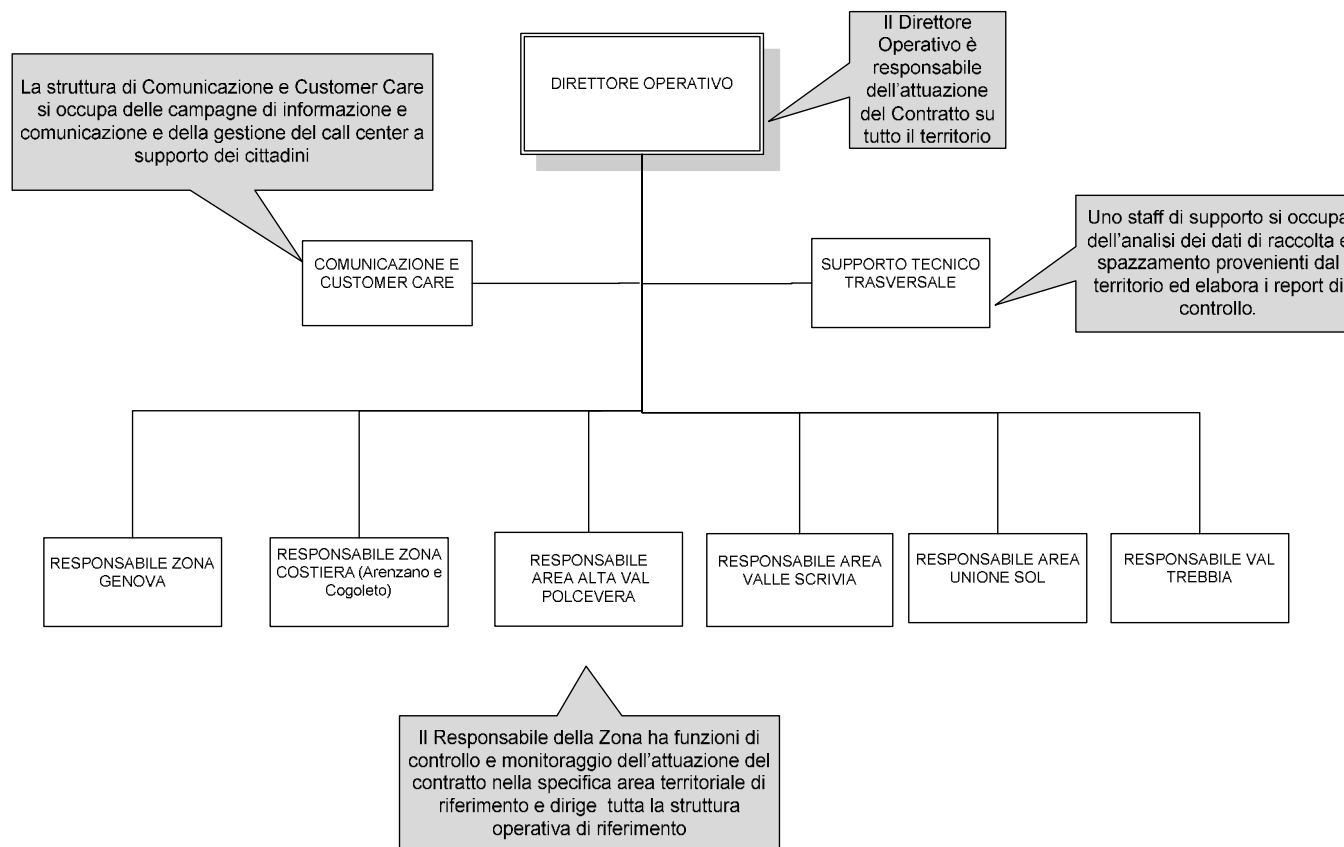 DIRETTORE OPERATIVO
Il Direttore
Operativo è
responsabile
dell'attuazione
del Contratto su
tutto il territorio
La struttura di Comunicazione e Customer Care
si occupa delle campagne di informazione e
comunicazione e della gestione del call center a
supporto dei cittadini
COMUNICAZIONE E
CUSTOMER CARE
SUPPORTO TECNICO
TRASVERSALE
Uno staff di supporto si occupa
dell'analisi dei dati di raccolta e
spazzamento provenienti dal
territorio ed elabora i report di
controllo.
RESPONSABILE ZONA
GENOVA
RESPONSABILE ZONA
COSTIERA (Arenzano e
Cogoleto)
RESPONSABILE
AREA ALTA VAL
POLCEVERA
RESPONSABILE AREA
VALLE SCRIVIA
RESPONSABILE AREA
UNIONE SOL
RESPONSABILE VAL
TREBBIA
Il Responsabile della Zona ha funzioni di
controllo e monitoraggio dell'attuazione del
contratto nella specifica area territoriale di
riferimento e dirige tutta la struttura
operativa di riferimento